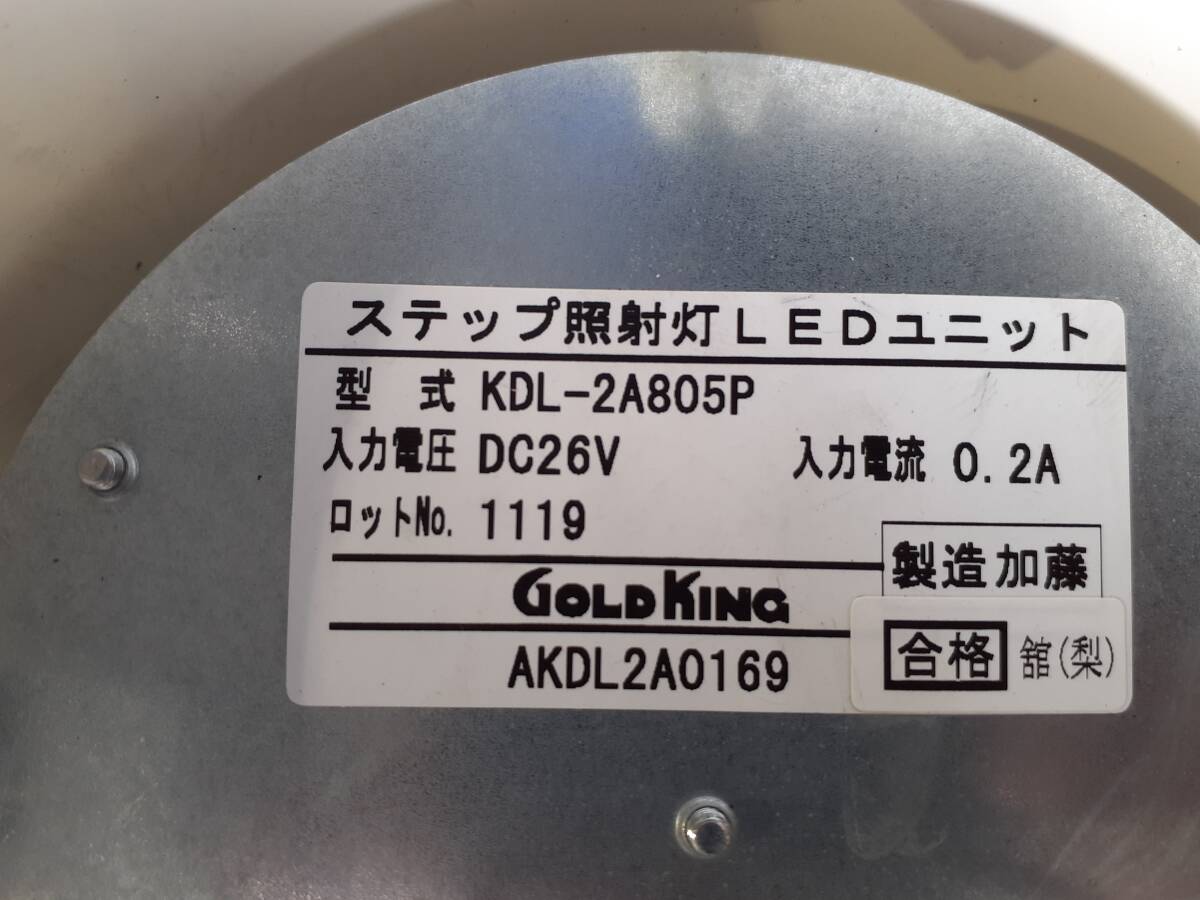 ステップ照射灯LEDユニット
型 式 KDL-2A805P
入力電圧 DC26V 入力電流 0.2A
ロットNo. 1119
製造加藤
GOLDKING
合格 舘(梨)
AKDL2A0169